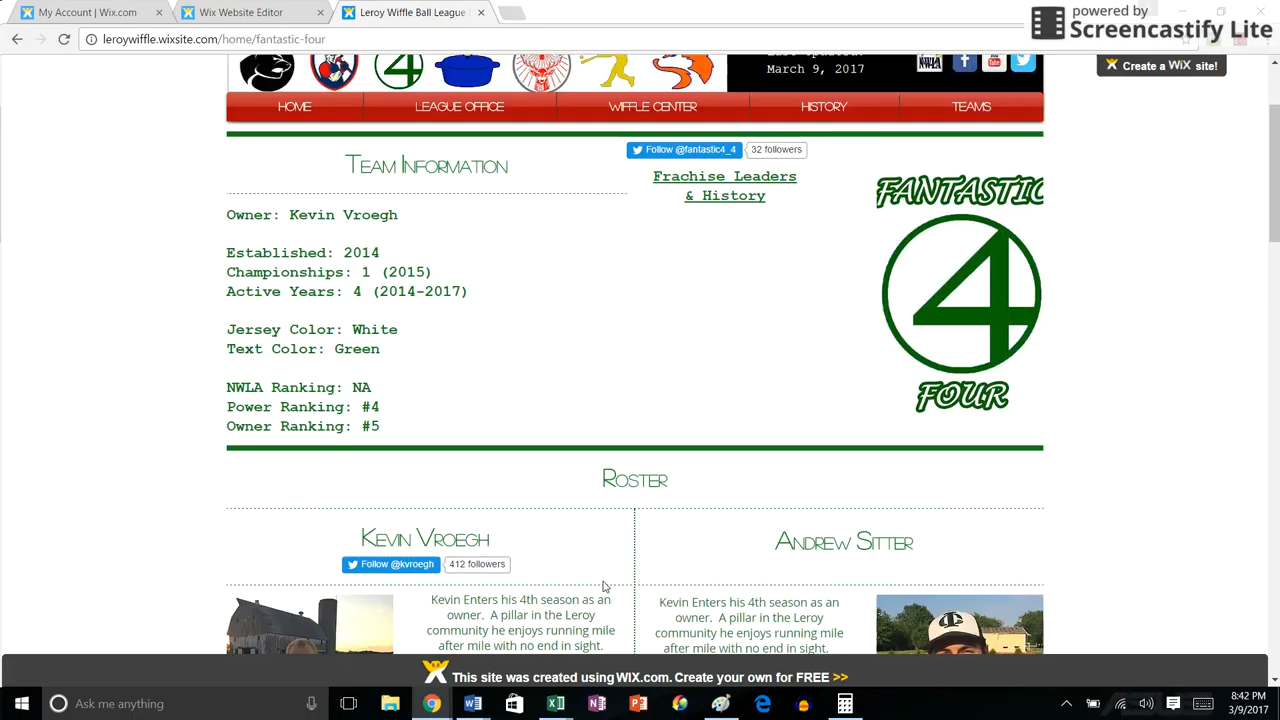 My Account | Wix.com
Wix Website Editor
Leroy Wiffle Ball League |
powered by
Screencastify Lite
leroywiffle.wixsite.com/home/fantastic-four
March 9, 2017
NWLA
Create a WiX site!
HOME
LEAGUE OFFICE
WIFFLE CENTER
HISTORY
TEAMS
Team Information
Follow @fantastic4_4
32 followers
Frachise Leaders
& History
Owner: Kevin Vroegh
Established: 2014
Championships: 1 (2015)
Active Years: 4 (2014-2017)
Jersey Color: White
Text Color: Green
NWLA Ranking: NA
Power Ranking: #4
Owner Ranking: #5
FANTASTIC
4
FOUR
Roster
Kevin Vroegh
Follow @kvroegh
412 followers
Andrew Sitter
Kevin Enters his 4th season as an
owner. A pillar in the Leroy
community he enjoys running mile
after mile with no end in sight.
Kevin Enters his 4th season as an
owner. A pillar in the Leroy
community he enjoys running mile
after mile with no end in sight.
This site was created using WIX.com. Create your own for FREE >>
Ask me anything
8:42 PM
3/9/2017